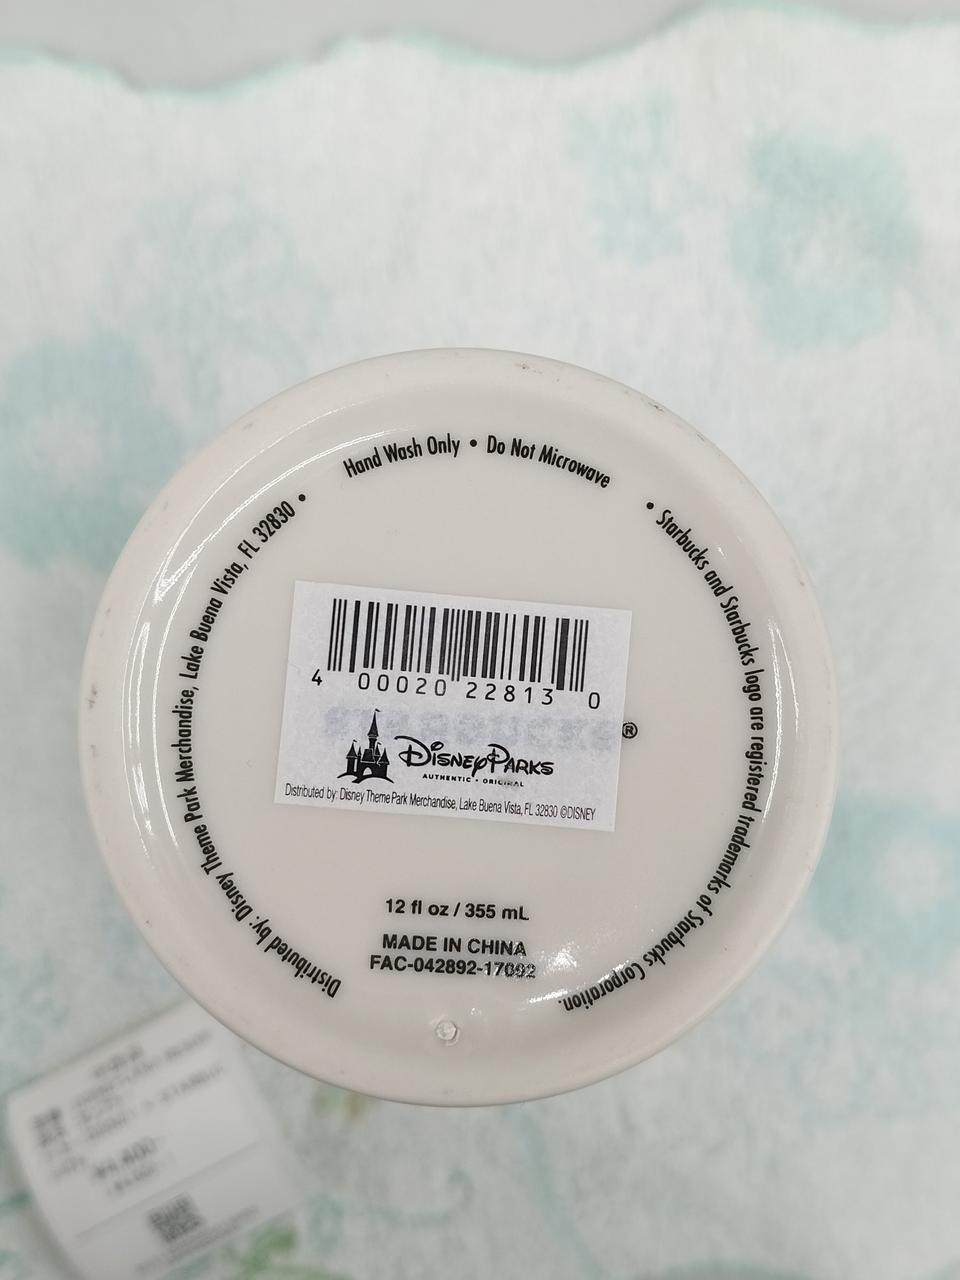 Hand Wash Only • Do Not Microwave
• Starbucks and Starbucks logo are registered trademarks of Starbucks Corporation.
Distributed by: Disney Theme Park Merchandise, Lake Buena Vista, FL 32830 •
4 00020 22813 0
®
Disney Parks
AUTHENTIC • ORIGINAL
Distributed by: Disney Theme Park Merchandise, Lake Buena Vista, FL 32830 ©DISNEY
12 fl oz / 355 mL
MADE IN CHINA
FAC-042892-17092